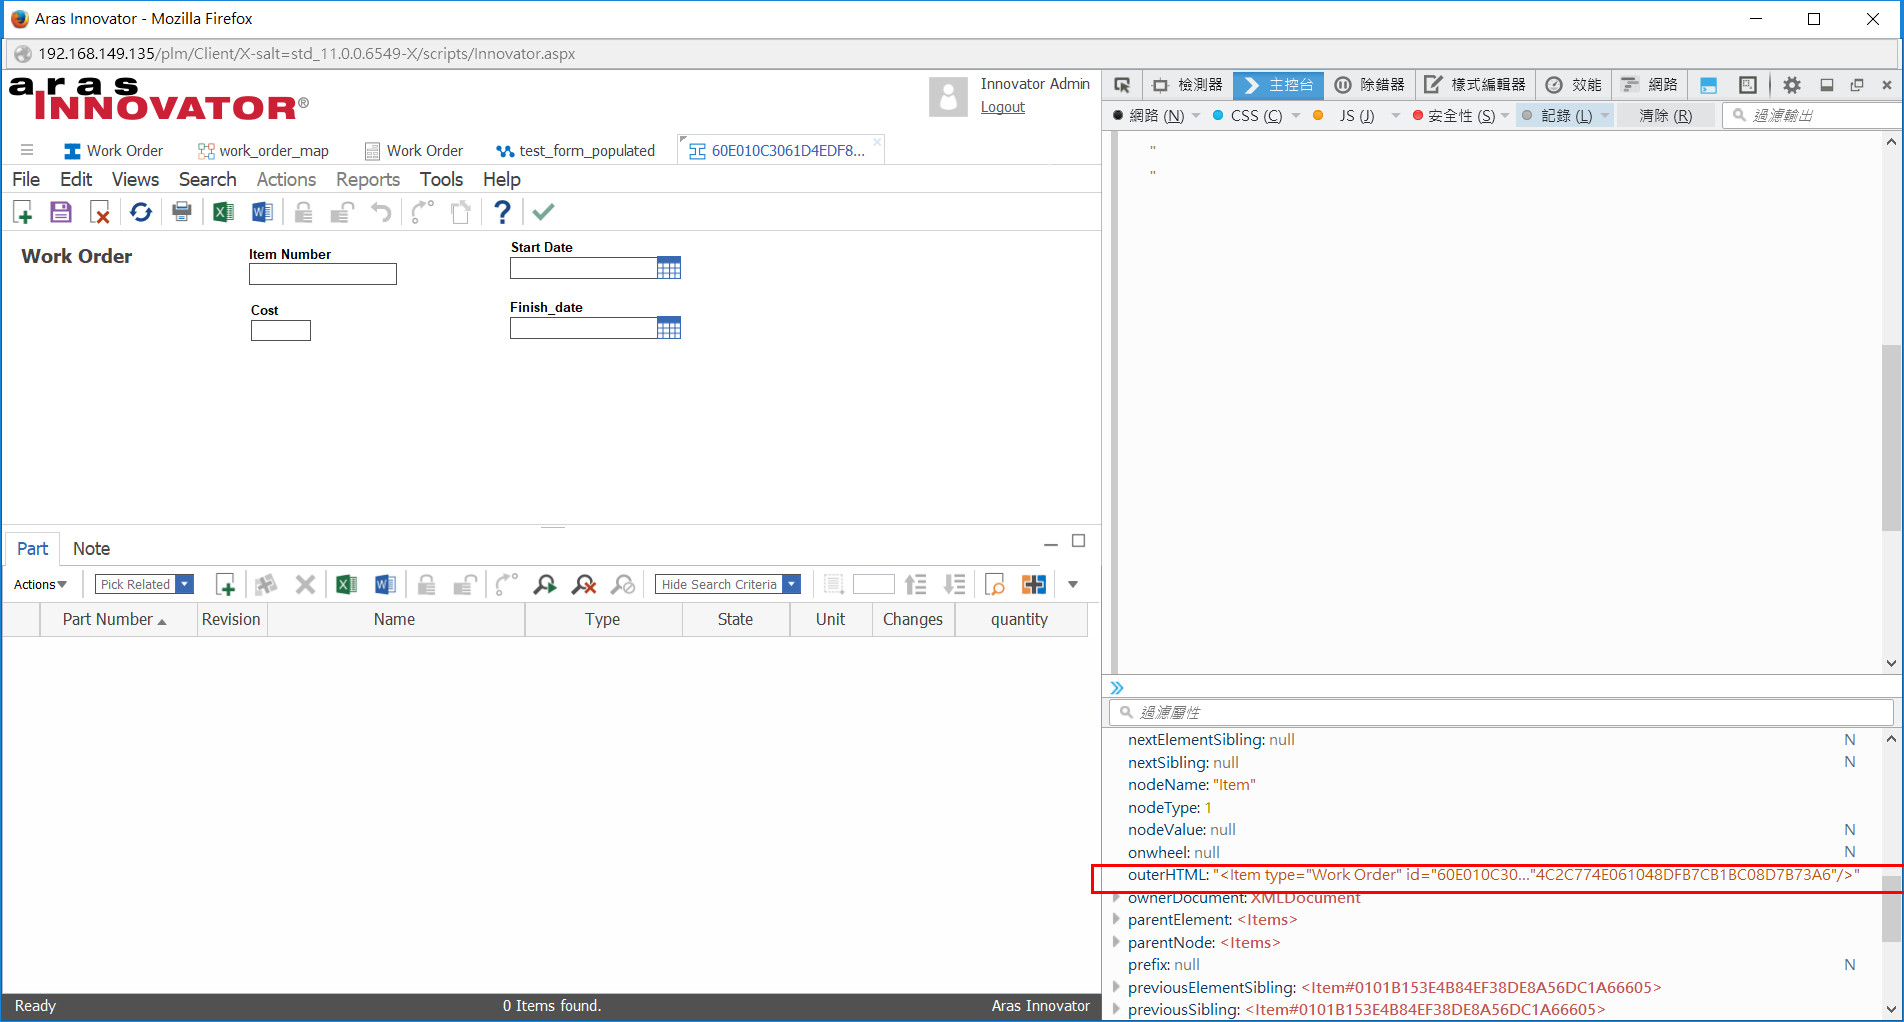 Aras Innovator - Mozilla Firefox
192.168.149.135/plm/Client/X-salt=std_11.0.0.6549-X/scripts/Innovator.aspx
aras
INNOVATOR®
Innovator Admin
Logout
Work Order
work_order_map
Work Order
test_form_populated
60E010C3061D4EDF8...
File Edit Views Search Actions Reports Tools Help
Work Order
Item Number
Start Date
Cost
Finish_date
Part
Note
Actions
Pick Related
Hide Search Criteria
Part Number Revision Name Type State Unit Changes quantity
Ready
0 Items found.
Aras Innovator
檢測器 主控台 除錯器 樣式編輯器 效能 網路
網路 (N) CSS (C) JS (J) 安全性 (S) 記錄 (L) 清除 (R) 過濾輸出
"
"
過濾屬性
nextElementSibling: null N
nextSibling: null N
nodeName: "Item"
nodeType: 1
nodeValue: null N
onwheel: null N
outerHTML: "<Item type="Work Order" id="60E010C30..."4C2C774E061048DFB7CB1BC08D7B73A6"/>"
ownerDocument: XMLDocument
parentElement: <Items>
parentNode: <Items>
prefix: null N
previousElementSibling: <Item#0101B153E4B84EF38DE8A56DC1A66605>
previousSibling: <Item#0101B153E4B84EF38DE8A56DC1A66605>